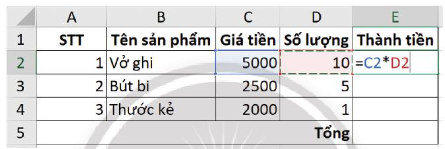 A B C D E
1 STT Tên sản phẩm Giá tiền Số lượng Thành tiền
2 1 Vở ghi 5000 10 =C2*D2
3 2 Bút bi 2500 5
4 3 Thước kẻ 2000 1
5 Tổng